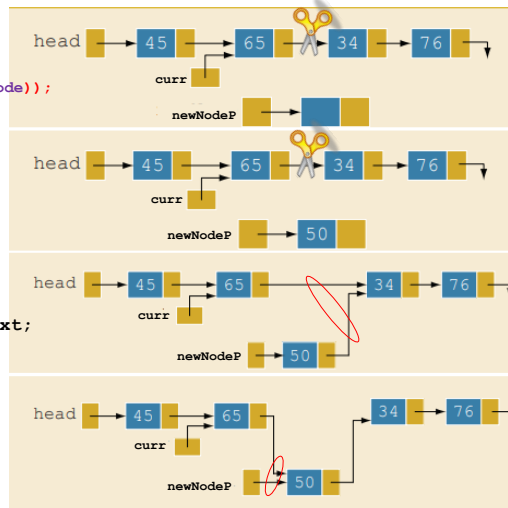 head 45 65 34 76
curr
ode));
newNodeP
head 45 65 34 76
curr
newNodeP 50
head 45 65 34 76
curr
xt;
newNodeP 50
head 45 65 34 76
curr
newNodeP 50